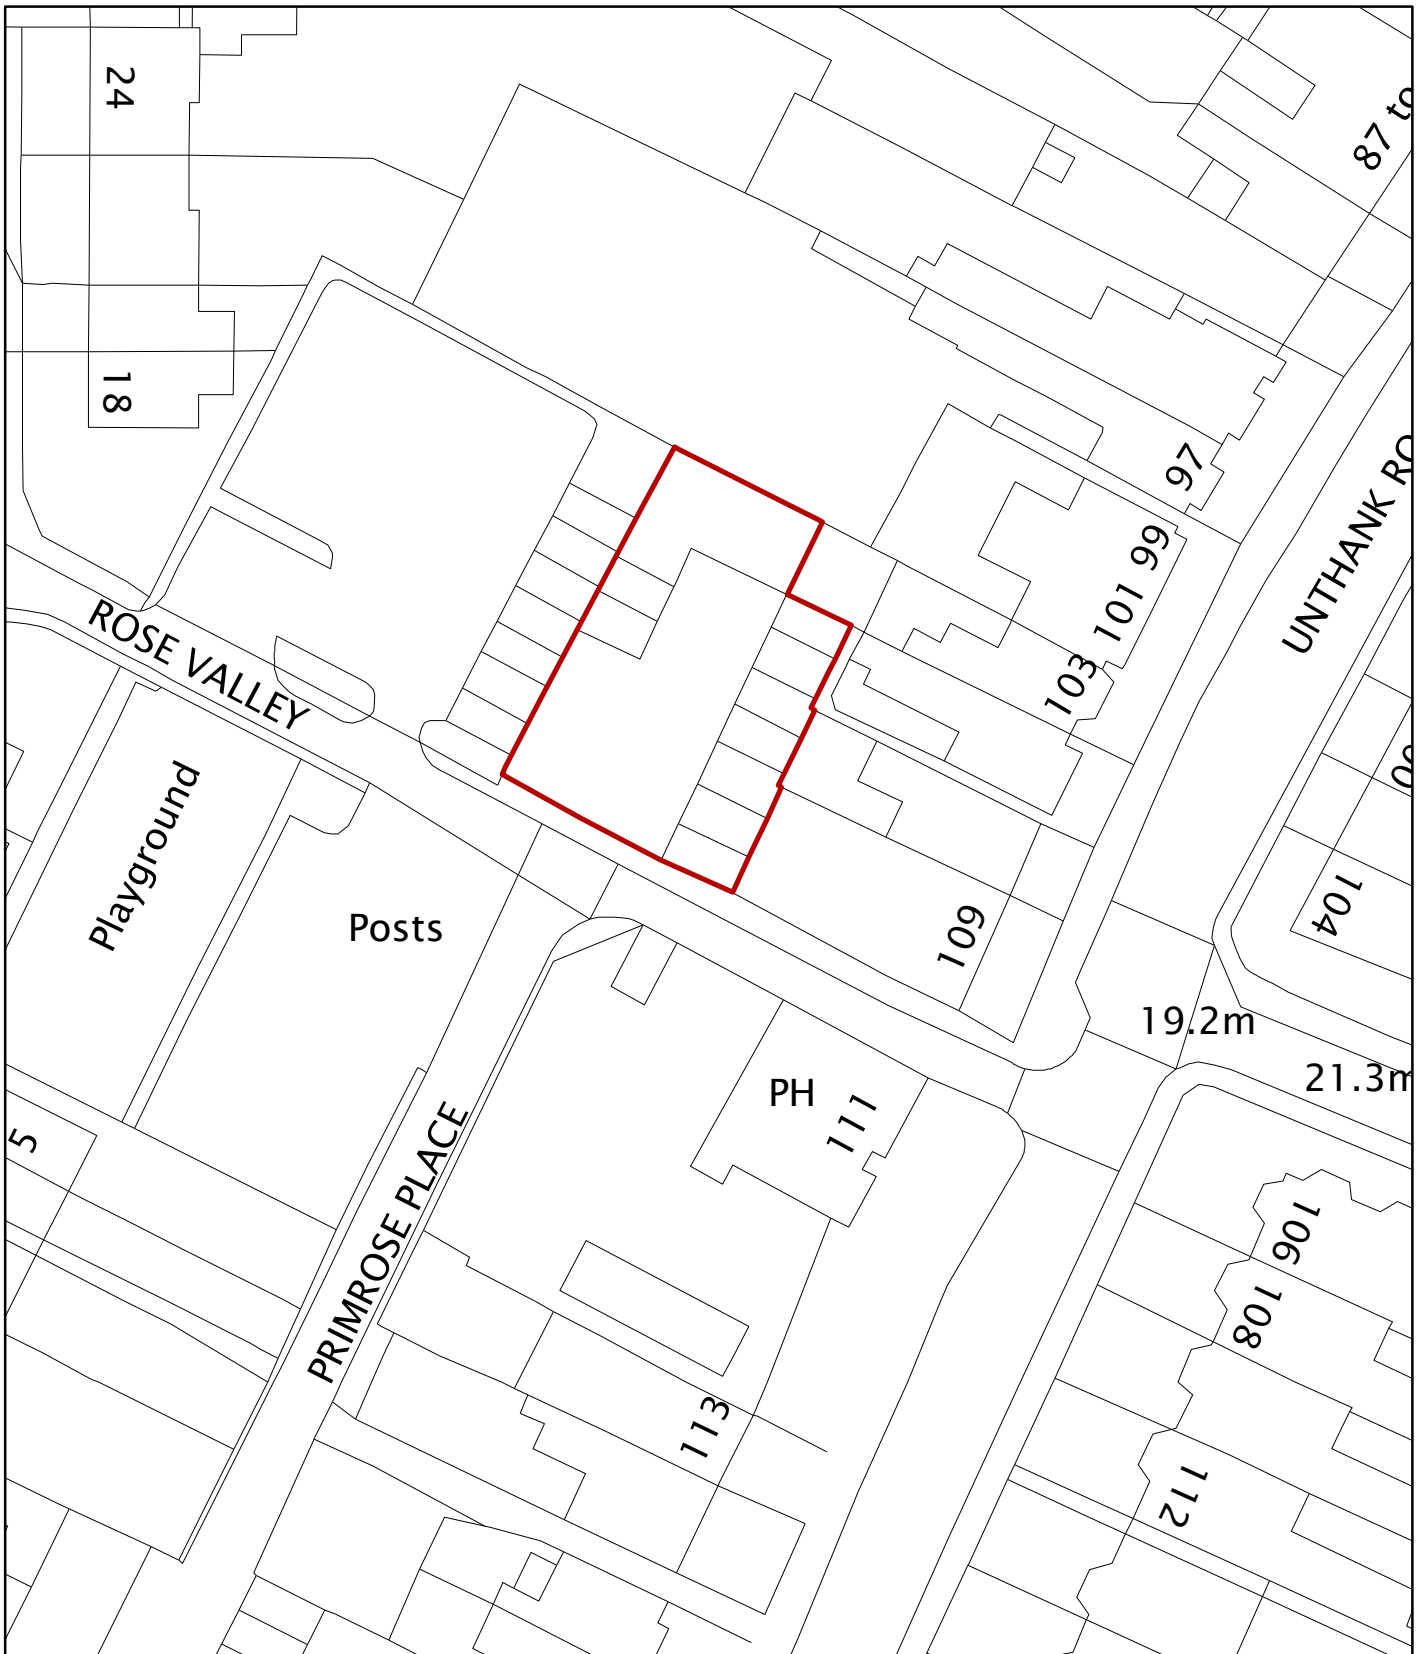 24
87 to
18
97
UNTHANK RO
99
101
103
ROSE VALLEY
Playground
Posts
109
104
19.2m
21.3m
PH
111
5
PRIMROSE PLACE
106
108
113
112